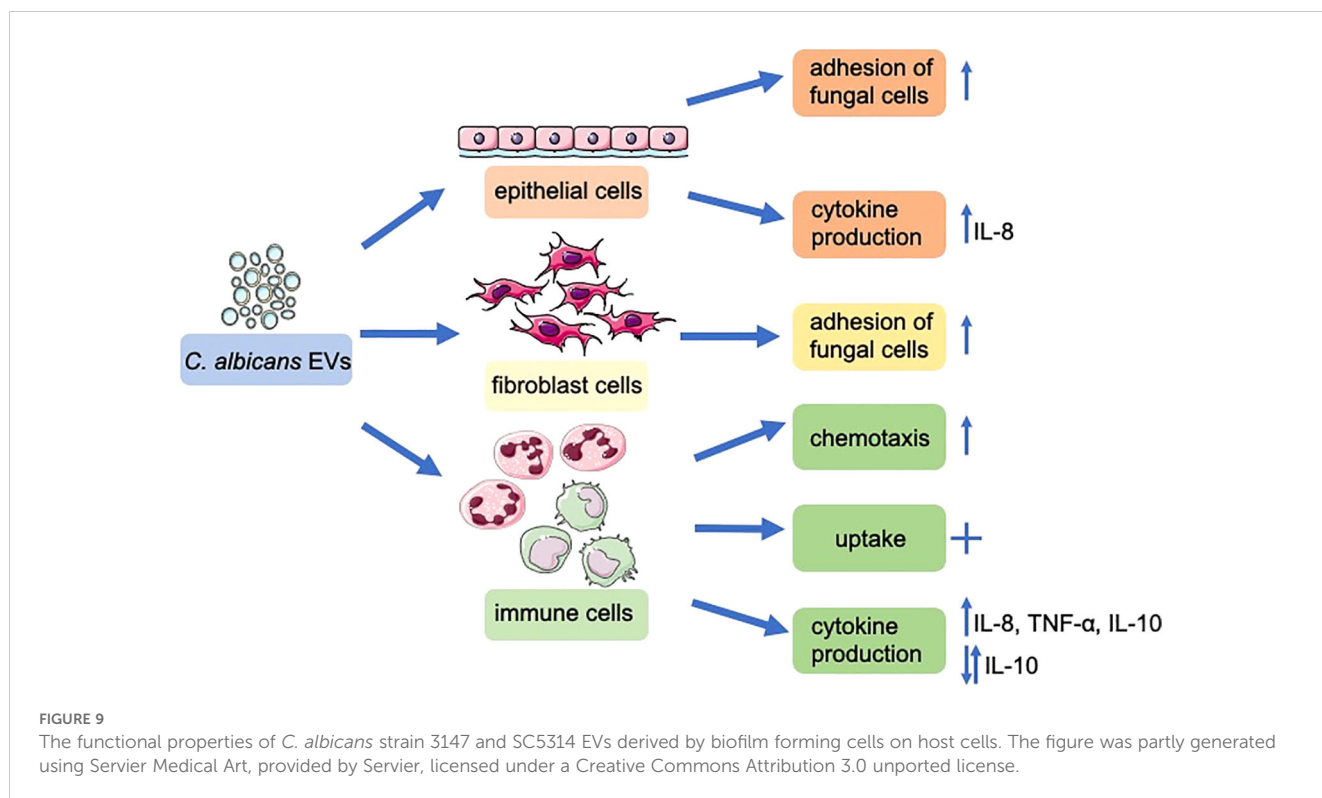 adhesion of
fungal cells
epithelial cells
cytokine
production
IL-8
C. albicans EVs
adhesion of
fungal cells
fibroblast cells
chemotaxis
uptake
immune cells
cytokine
production
IL-8, TNF-α, IL-10
IL-10
FIGURE 9
The functional properties of C. albicans strain 3147 and SC5314 EVs derived by biofilm forming cells on host cells. The figure was partly generated
using Servier Medical Art, provided by Servier, licensed under a Creative Commons Attribution 3.0 unported license.